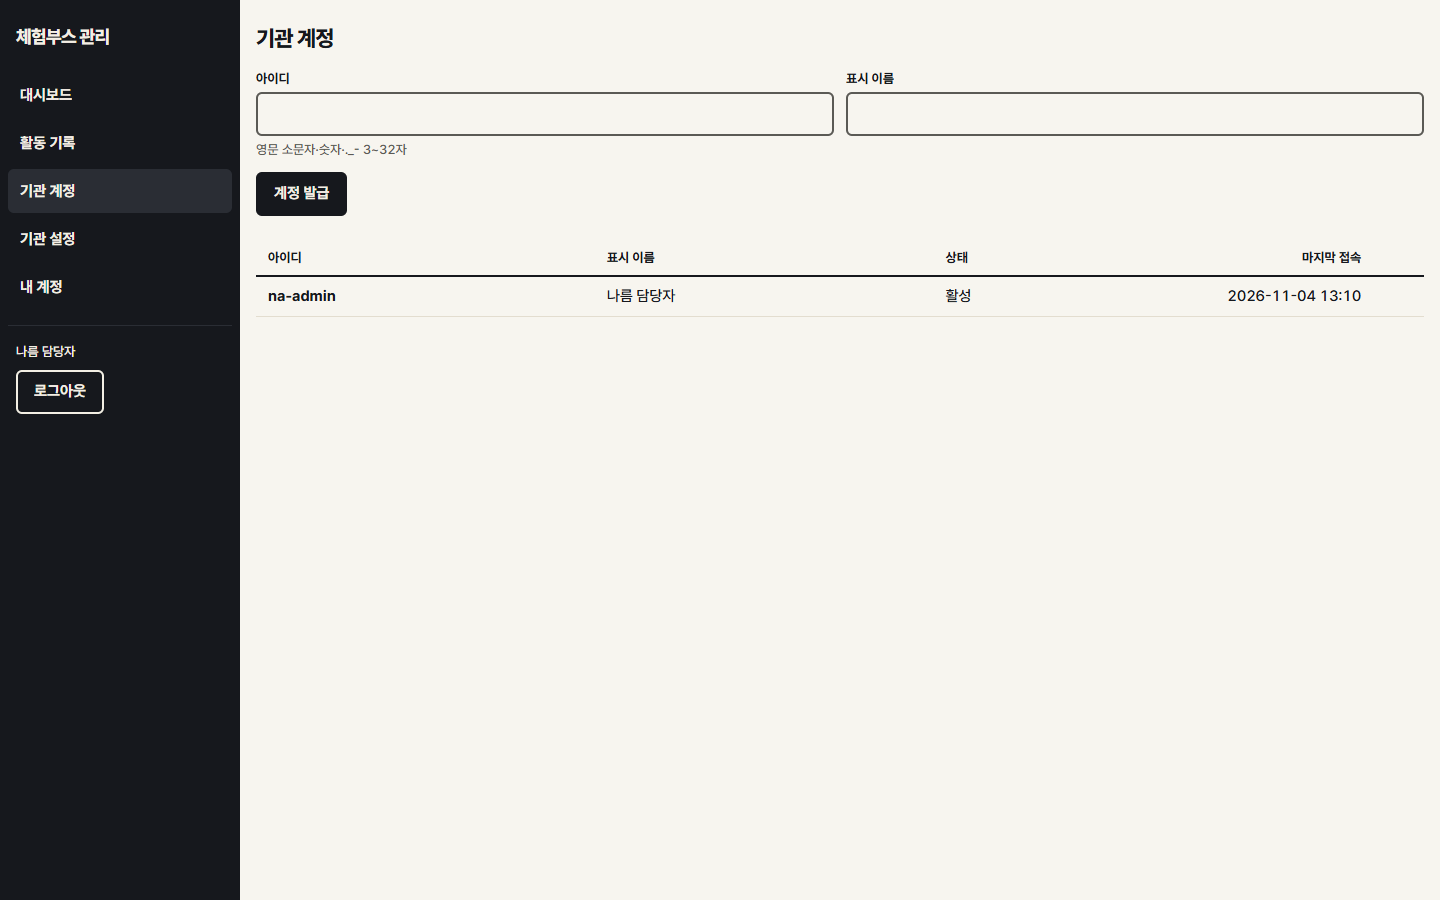 체험부스 관리
대시보드
활동 기록
기관 계정
기관 설정
내 계정
나름 담당자
로그아웃
기관 계정
아이디 표시 이름
영문 소문자·숫자·._- 3~32자
계정 발급
아이디 표시 이름 상태 마지막 접속
na-admin 나름 담당자 활성 2026-11-04 13:10